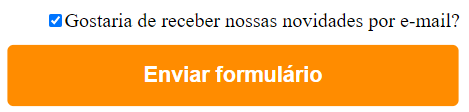 Gostaria de receber nossas novidades por e-mail?
Enviar formulário